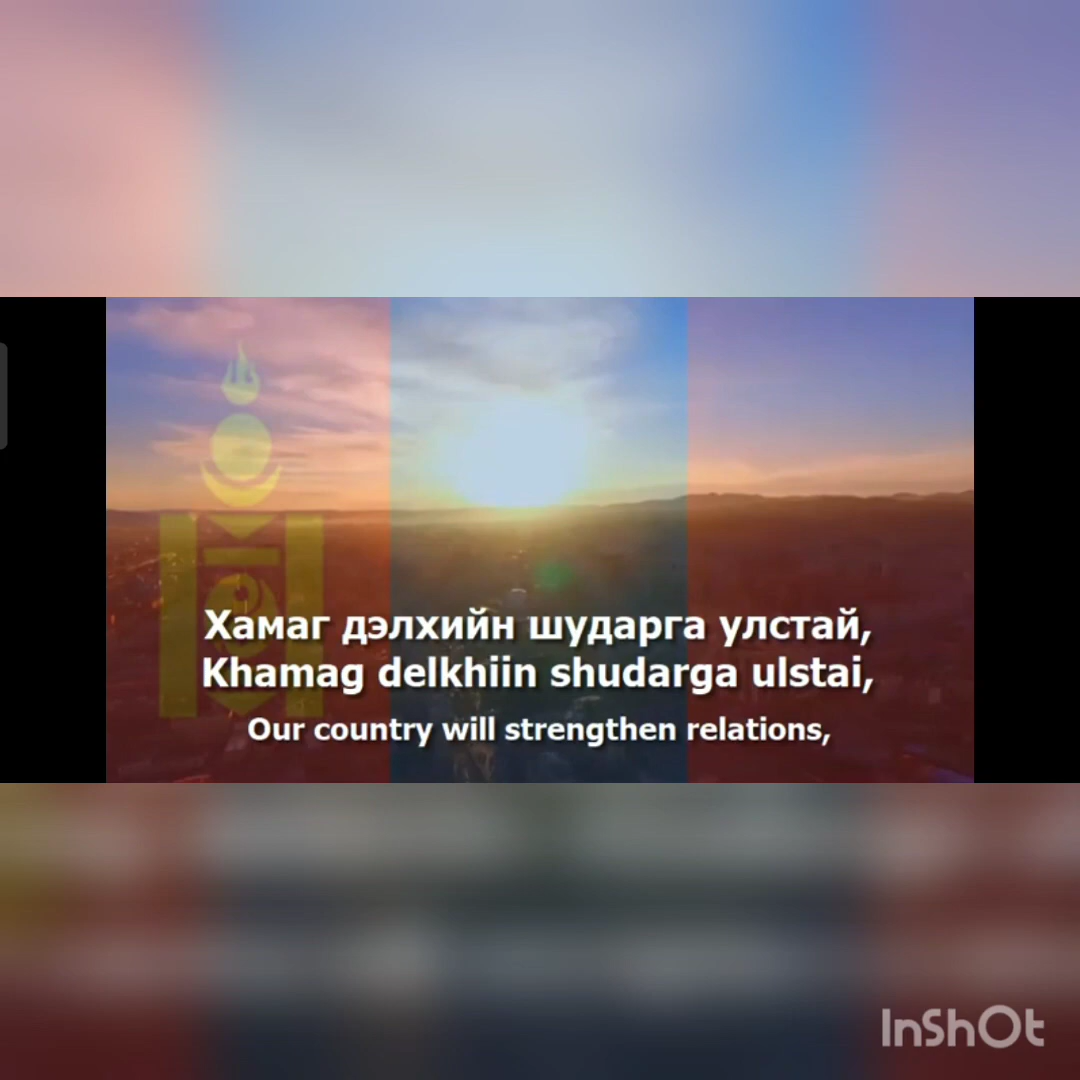 Хамаг дэлхийн шударга улстай,
Khamag delkhiin shudarga ulstai,
Our country will strengthen relations,
InShOt